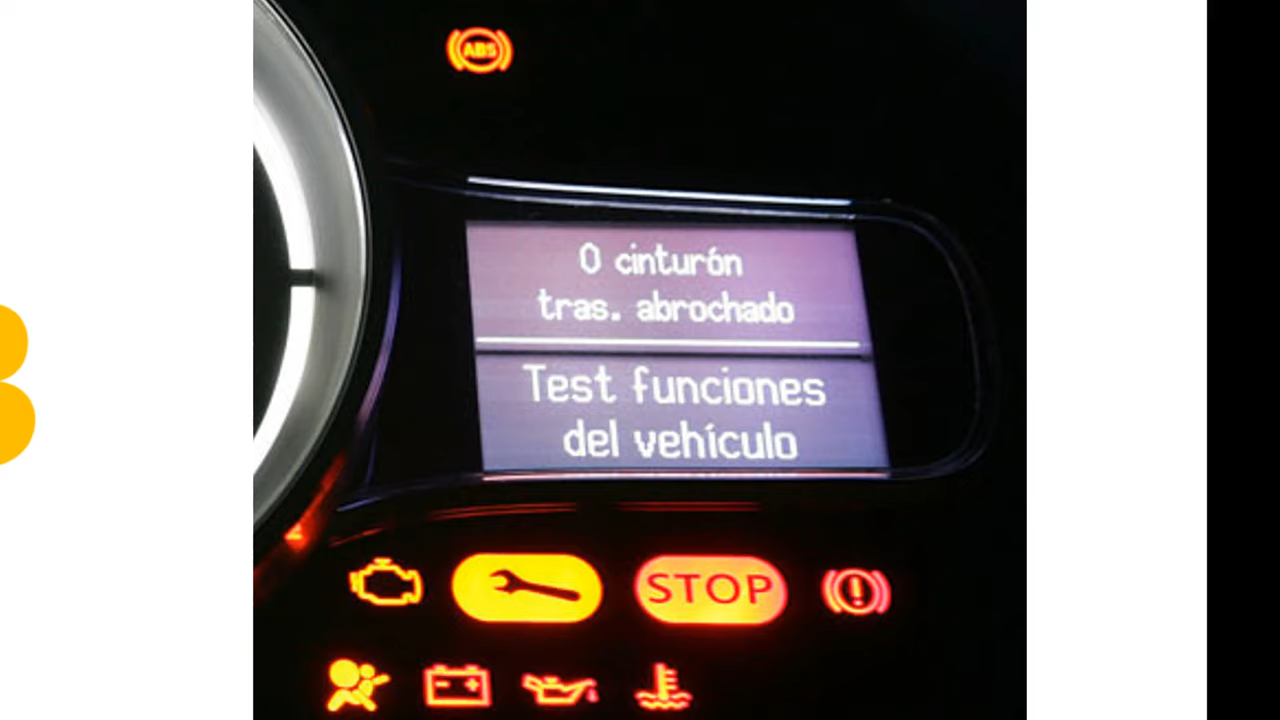 ABS
0 cinturón
tras. abrochado
Test funciones
del vehículo
STOP